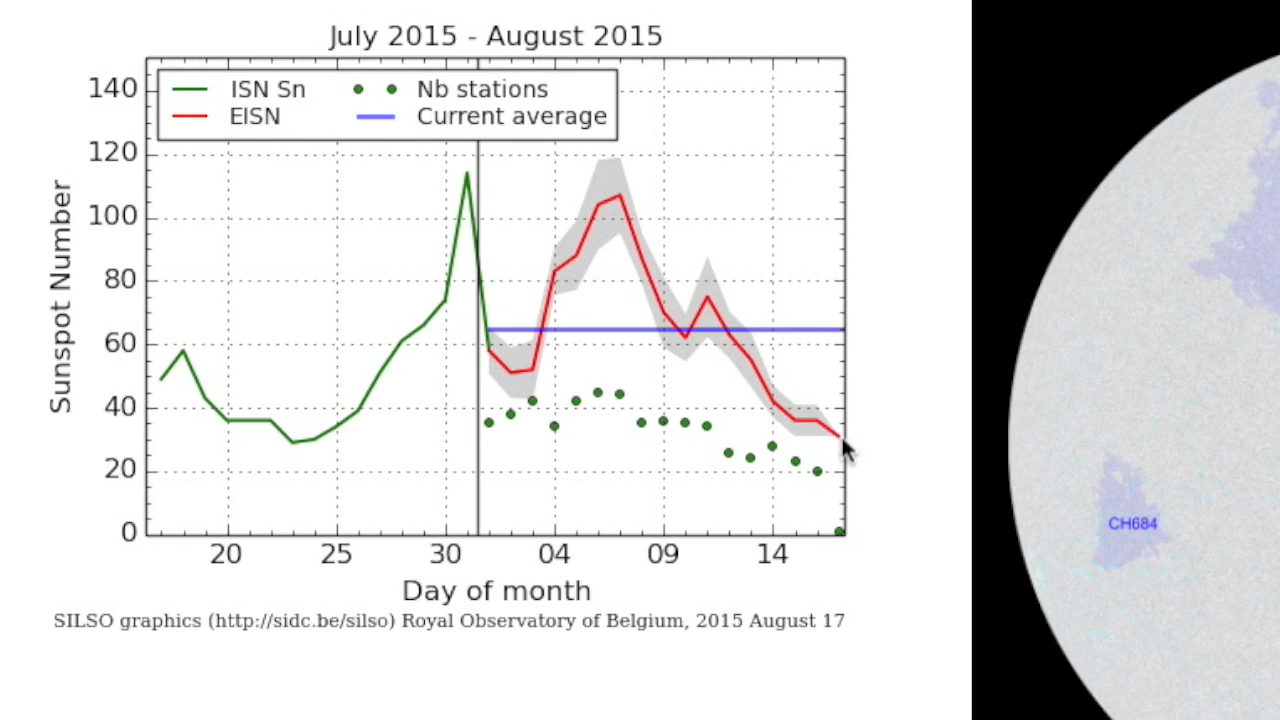 July 2015 - August 2015
ISN Sn
Nb stations
EISN
Current average
140
120
100
80
60
40
20
0
Sunspot Number
20 25 30 04 09 14
Day of month
SILSO graphics (http://sidc.be/silso) Royal Observatory of Belgium, 2015 August 17
CH684